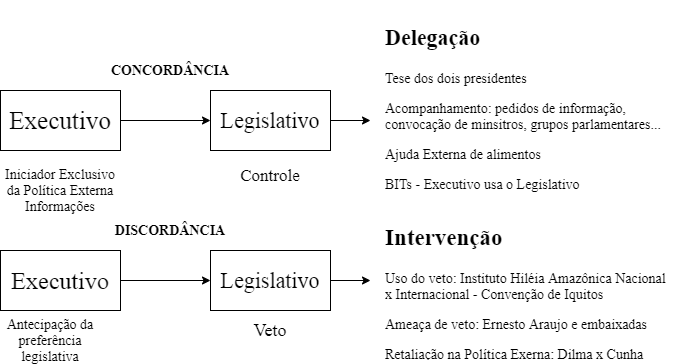 Delegação
CONCORDÂNCIA
Tese dos dois presidentes
Executivo
Legislativo
Acompanhamento: pedidos de informação,
convocação de minsitros, grupos parlamentares...
Ajuda Externa de alimentos
Iniciador Exclusivo
da Política Externa
Informações
Controle
BITs - Executivo usa o Legislativo
DISCORDÂNCIA
Intervenção
Executivo
Legislativo
Uso do veto: Instituto Hiléia Amazônica Nacional
x Internacional - Convenção de Iquitos
Antecipação da
preferência
legislativa
Veto
Ameaça de veto: Ernesto Araujo e embaixadas
Retaliação na Política Exerna: Dilma x Cunha